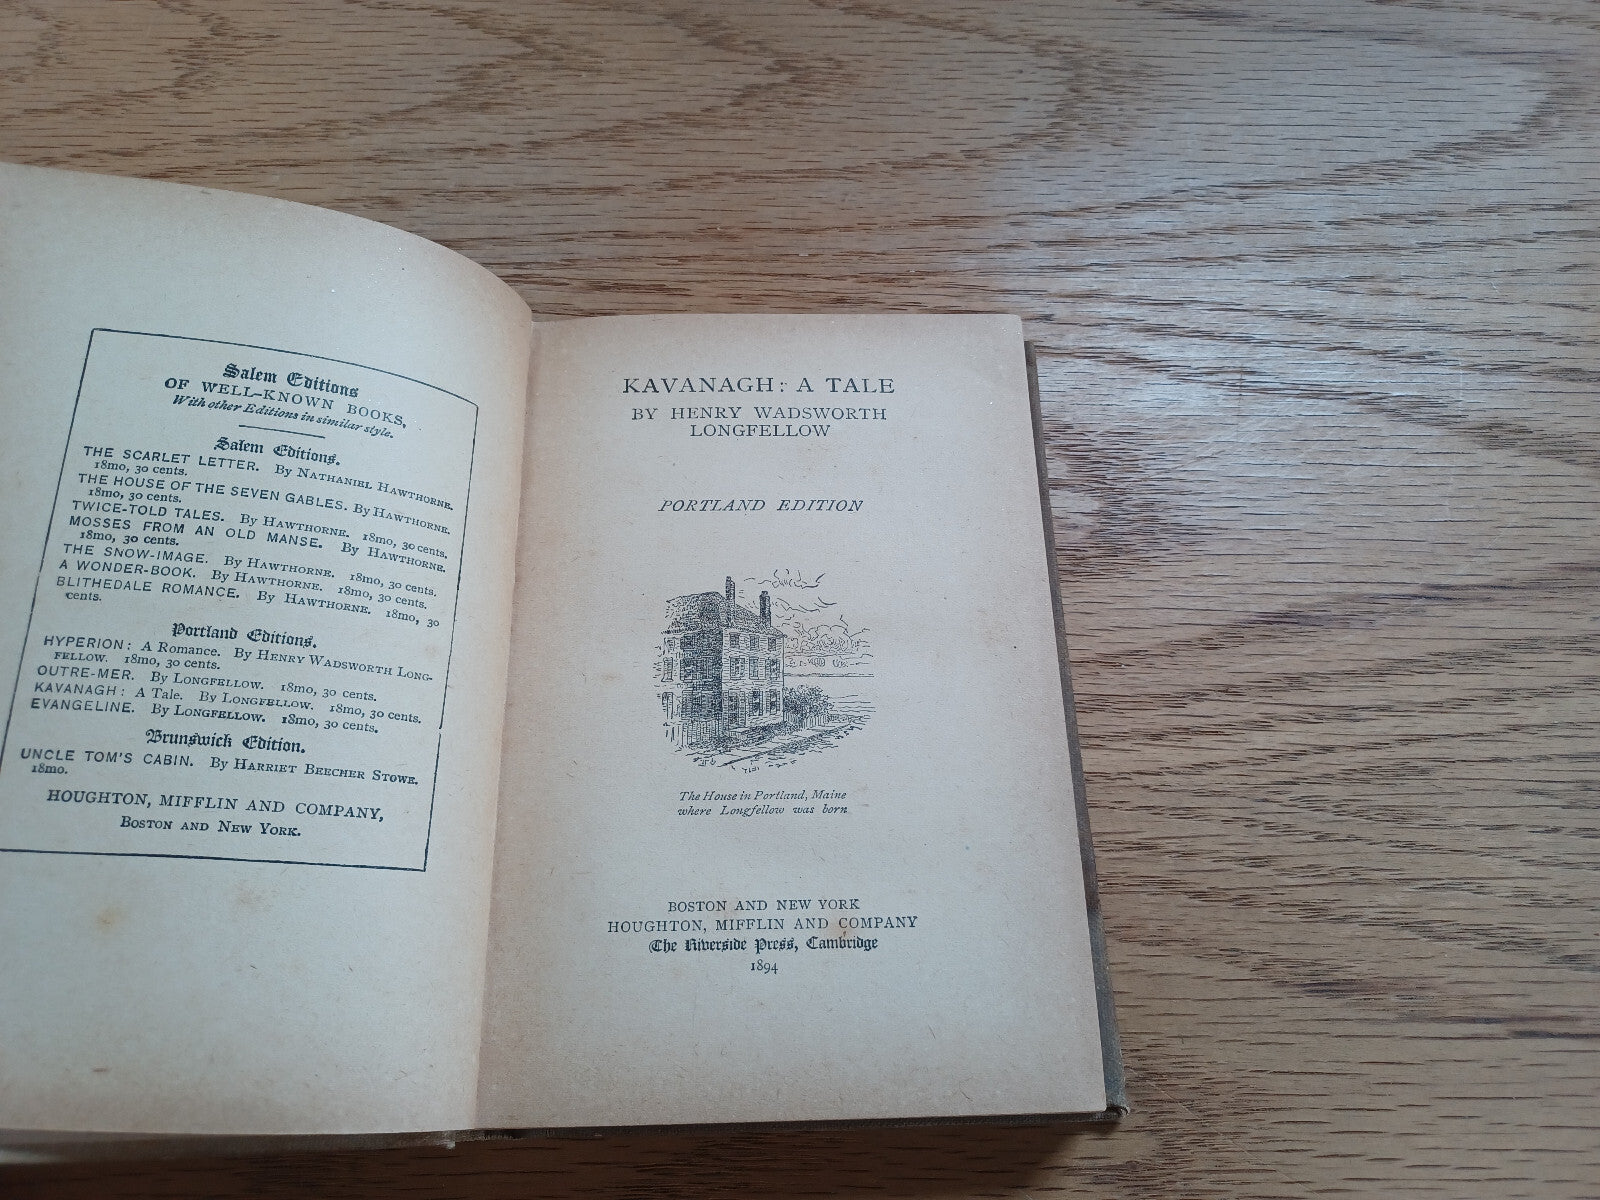 Salem Editions
OF WELL-KNOWN BOOKS,
With other Editions in similar style.
Salem Editions.
THE SCARLET LETTER. By NATHANIEL HAWTHORNE.
18mo, 30 cents.
THE HOUSE OF THE SEVEN GABLES. By HAWTHORNE.
18mo, 30 cents.
TWICE-TOLD TALES. By HAWTHORNE. 18mo, 30 cents.
MOSSES FROM AN OLD MANSE. By HAWTHORNE.
18mo, 30 cents.
THE SNOW-IMAGE. By HAWTHORNE. 18mo, 30 cents.
A WONDER-BOOK. By HAWTHORNE. 18mo, 30 cents.
BLITHEDALE ROMANCE. By HAWTHORNE. 18mo, 30
cents.
Portland Editions.
HYPERION: A Romance. By HENRY WADSWORTH LONG-
FELLOW. 18mo, 30 cents.
OUTRE-MER. By LONGFELLOW. 18mo, 30 cents.
KAVANAGH: A Tale. By LONGFELLOW. 18mo, 30 cents.
EVANGELINE. By LONGFELLOW. 18mo, 30 cents.
Brunswick Edition.
UNCLE TOM'S CABIN. By HARRIET BEECHER STOWE.
18mo.
HOUGHTON, MIFFLIN AND COMPANY,
BOSTON AND NEW YORK.
KAVANAGH: A TALE
BY HENRY WADSWORTH
LONGFELLOW
PORTLAND EDITION
The House in Portland, Maine
where Longfellow was born
BOSTON AND NEW YORK
HOUGHTON, MIFFLIN AND COMPANY
The Riverside Press, Cambridge
1894